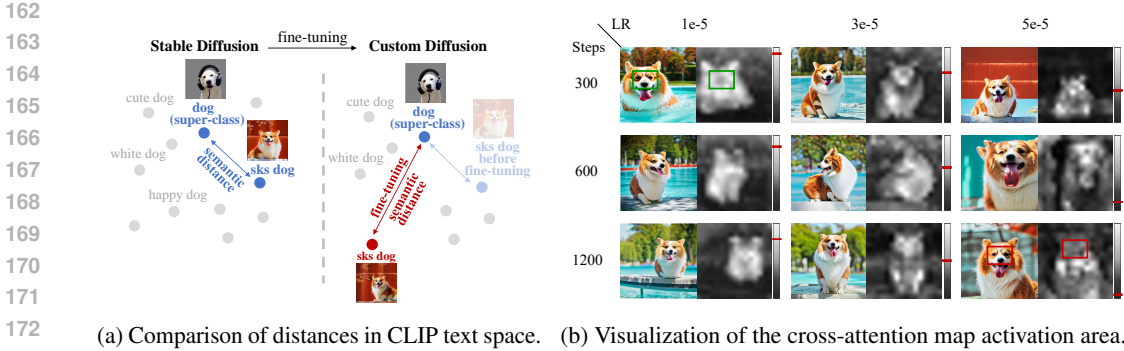 162
163
164
165
166
167
168
169
170
171
172
Stable Diffusion
fine-tuning
Custom Diffusion
cute dog
dog
(super-class)
white dog
semantic
distance
sks dog
happy dog
cute dog
dog
(super-class)
white dog
sks dog
before
fine-tuning
fine-tuning
semantic
distance
sks dog
(a) Comparison of distances in CLIP text space.
LR
1e-5
3e-5
5e-5
Steps
300
600
1200
(b) Visualization of the cross-attention map activation area.